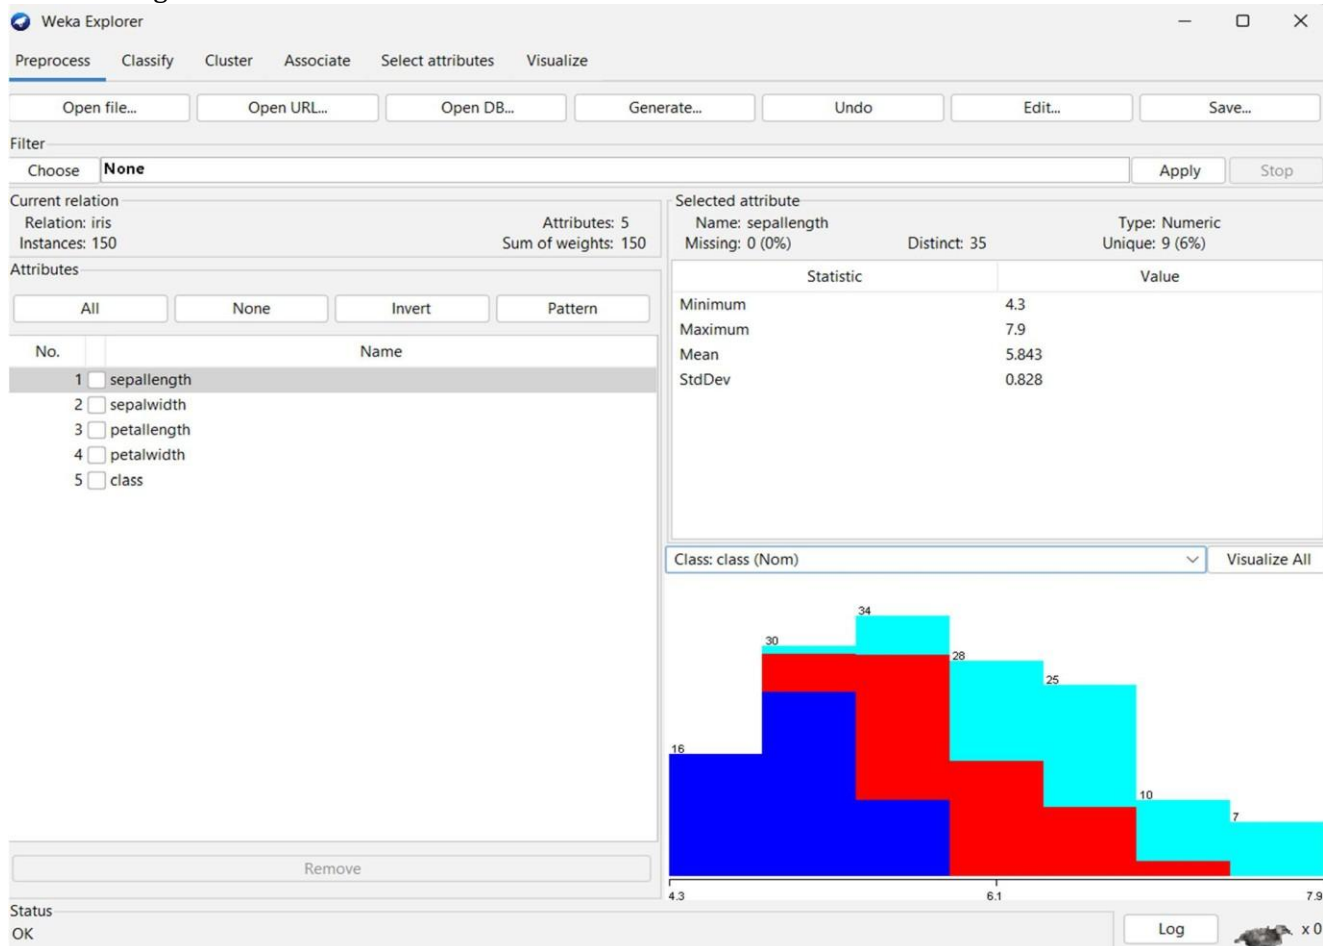 Weka Explorer
Preprocess Classify Cluster Associate Select attributes Visualize
Open file... Open URL... Open DB... Generate... Undo Edit... Save...
Filter
Choose None Apply Stop
Current relation
Relation: iris Attributes: 5
Instances: 150 Sum of weights: 150
Selected attribute
Name: sepallength Type: Numeric
Missing: 0 (0%) Distinct: 35 Unique: 9 (6%)
Statistic Value
Minimum 4.3
Maximum 7.9
Mean 5.843
StdDev 0.828
Attributes
All None Invert Pattern
No. Name
1 sepallength
2 sepalwidth
3 petallength
4 petalwidth
5 class
Remove
Class: class (Nom) Visualize All
16 30 34 28 25 10 7
4.3 6.1 7.9
Status
OK Log x 0